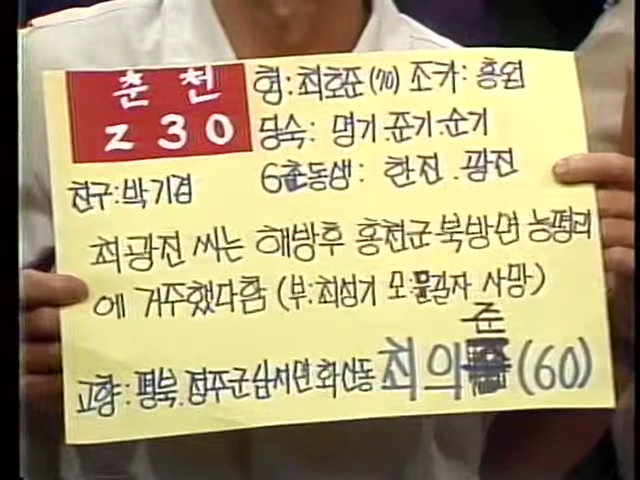 춘천 형:최호준(70) 조카:흥엽
Z30 당숙: 명기.준기.순기
친구:박기경 6촌동생: 한진.광진
최광진 씨는 해방후 홍천군 북방면 능평리
에 거주했다함 (부:최성기 모:물감자 사망)
고향:평북.정주군남서면화산동 최의준(60)